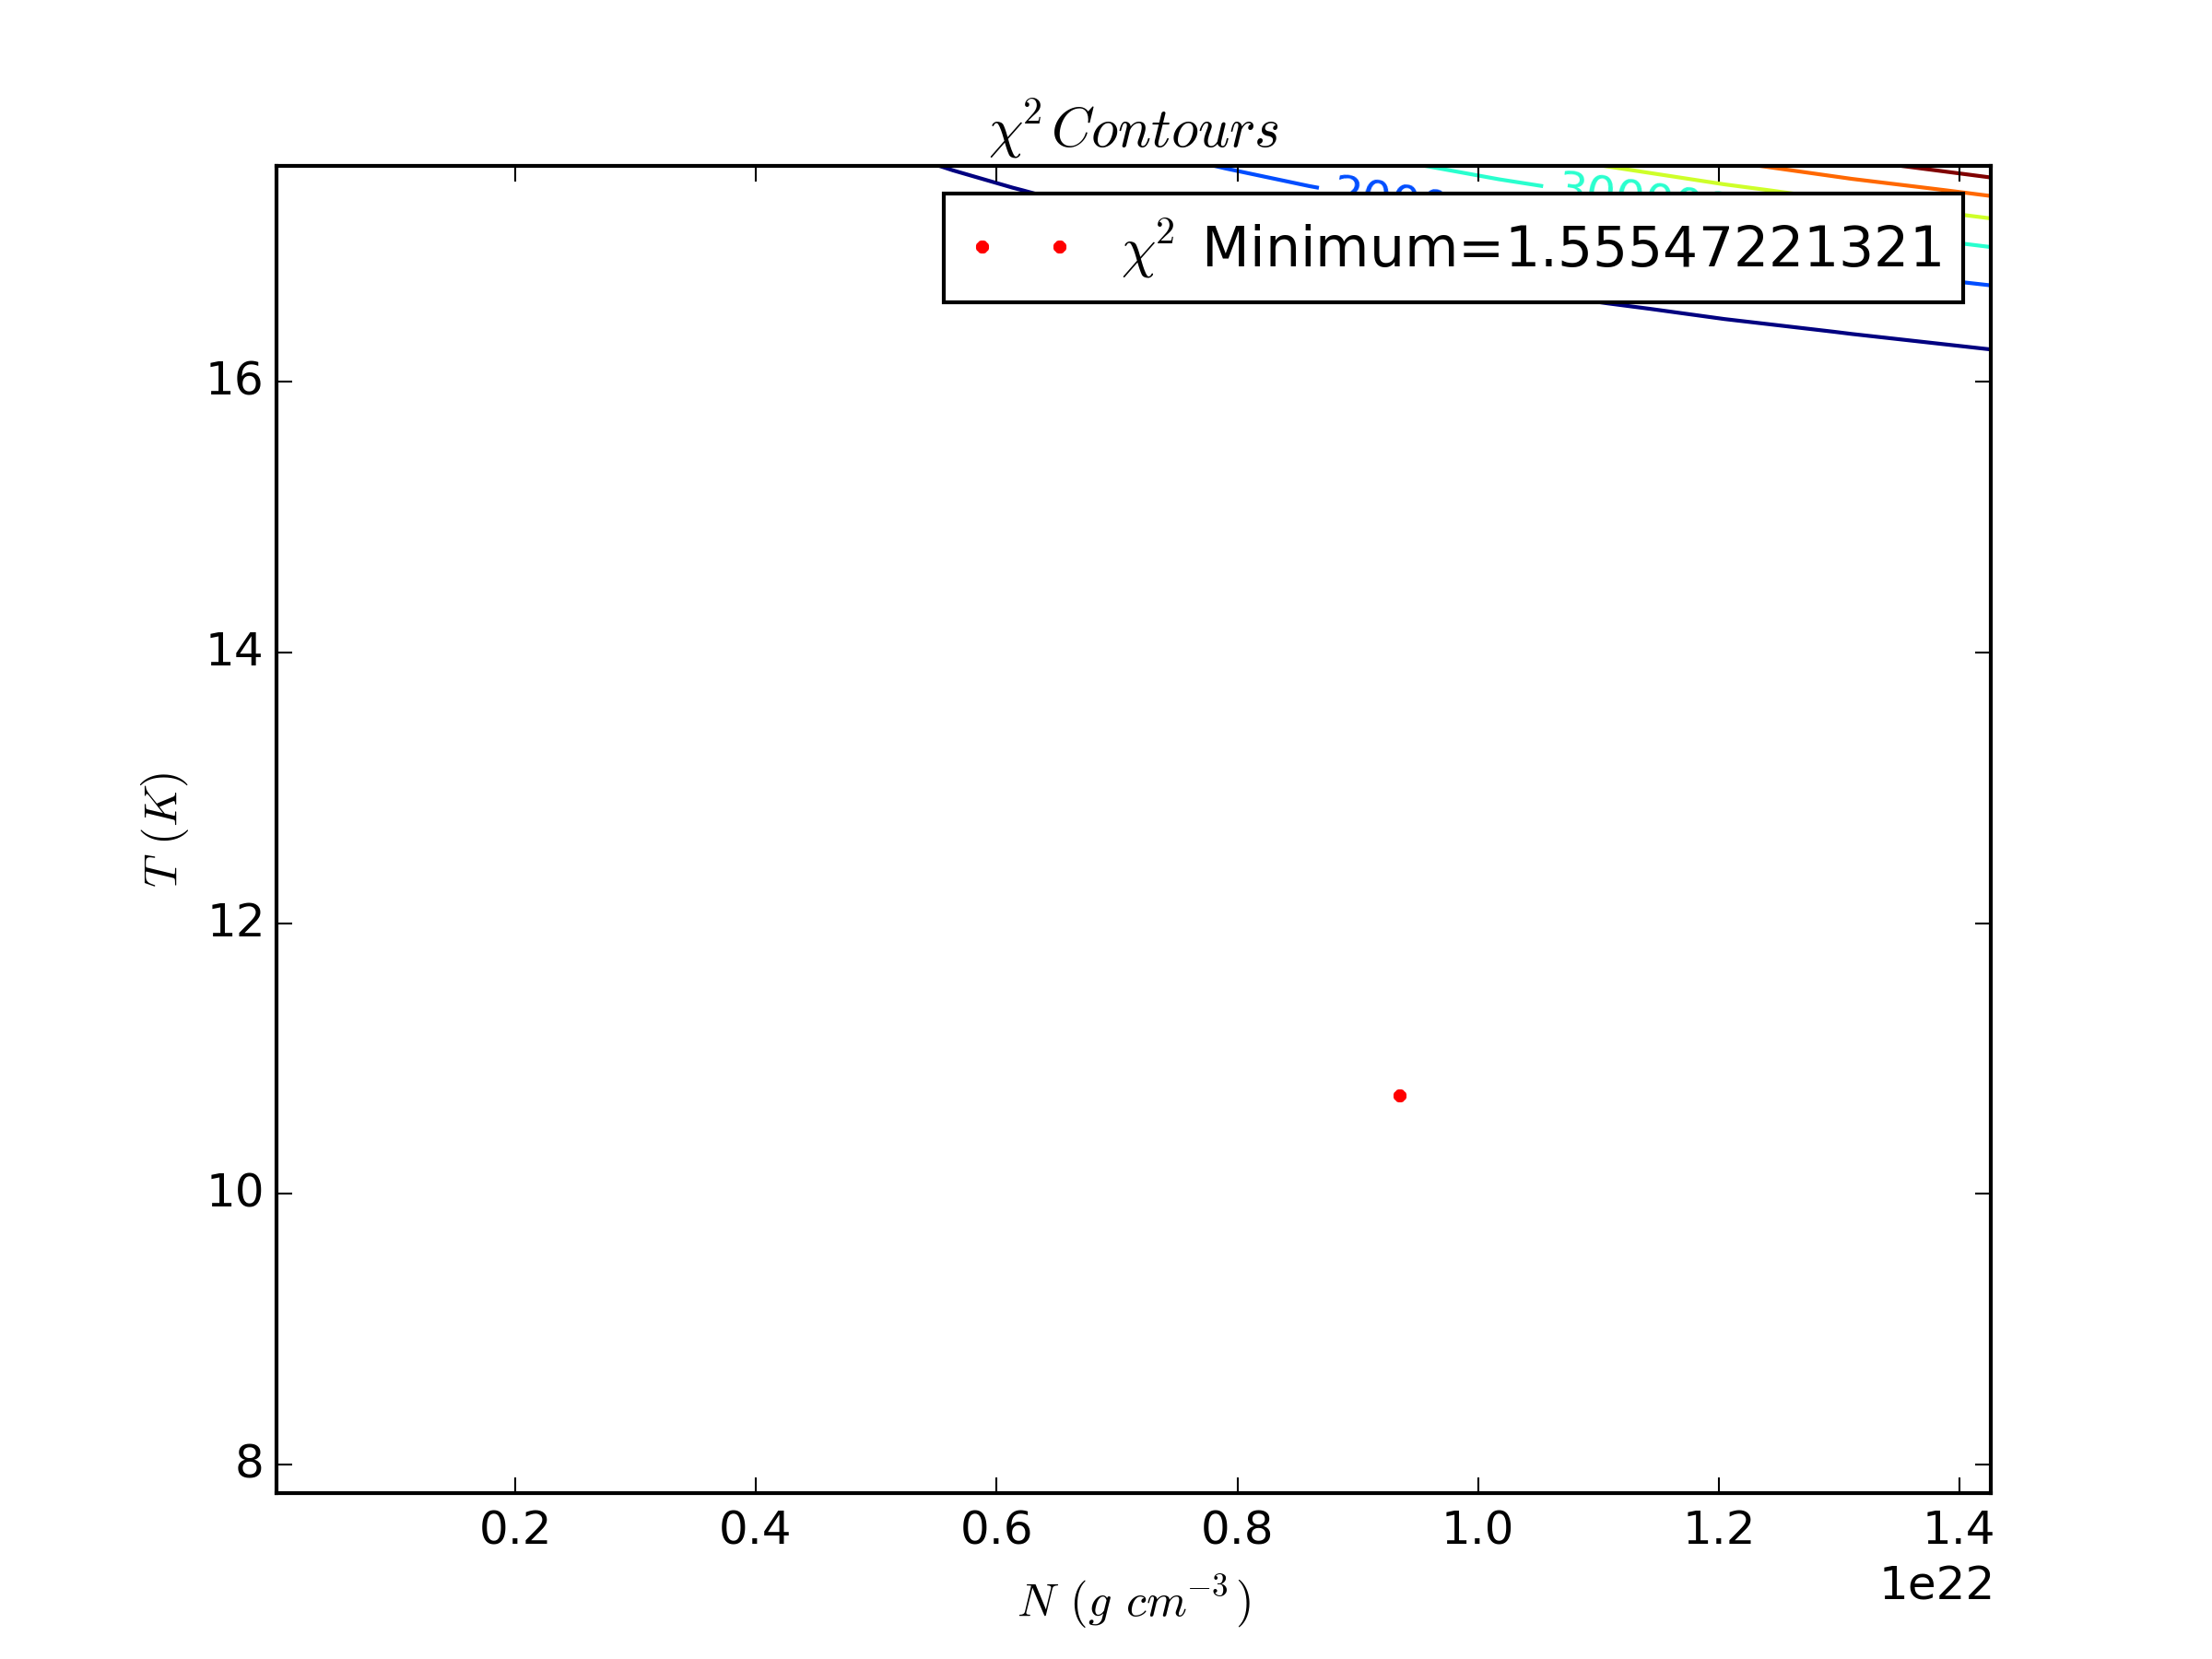 χ² Contours
χ² Minimum=1.555547221321
16
14
12
10
8
T (K)
0.2 0.4 0.6 0.8 1.0 1.2 1.4
1e22
N (g cm⁻³)